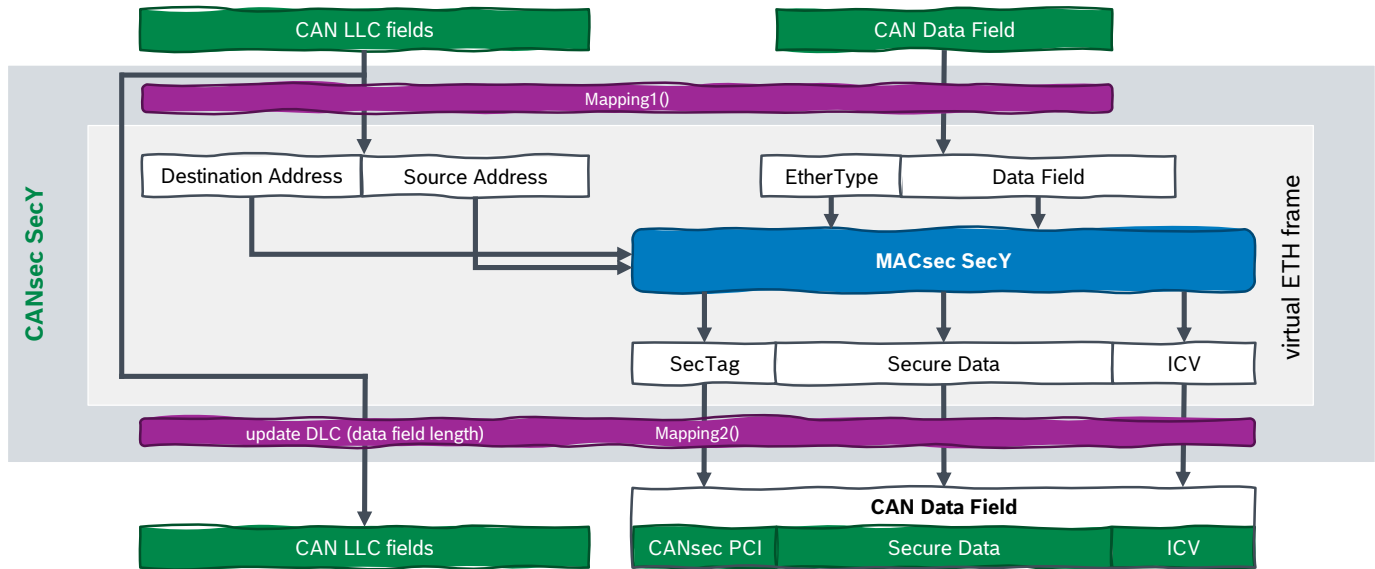 CAN LLC fields
CAN Data Field
Mapping1()
Destination Address
Source Address
EtherType
Data Field
CANsec SecY
MACsec SecY
virtual ETH frame
SecTag
Secure Data
ICV
update DLC (data field length)
Mapping2()
CAN Data Field
CAN LLC fields
CANsec PCI
Secure Data
ICV